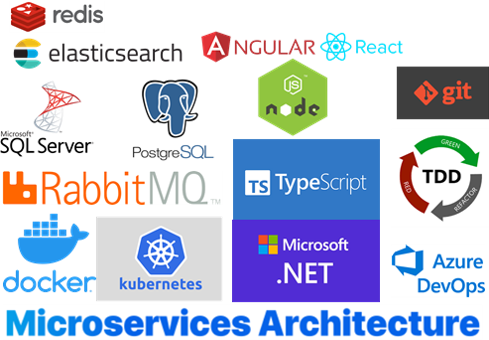 redis
elasticsearch
ANGULAR
React
Microsoft®
SQL Server®
PostgreSQL
JS
node
git
RabbitMQ™
TS TypeScript
GREEN
RED
REFACTOR
TDD
docker
kubernetes
Microsoft
.NET
Azure
DevOps
Microservices Architecture